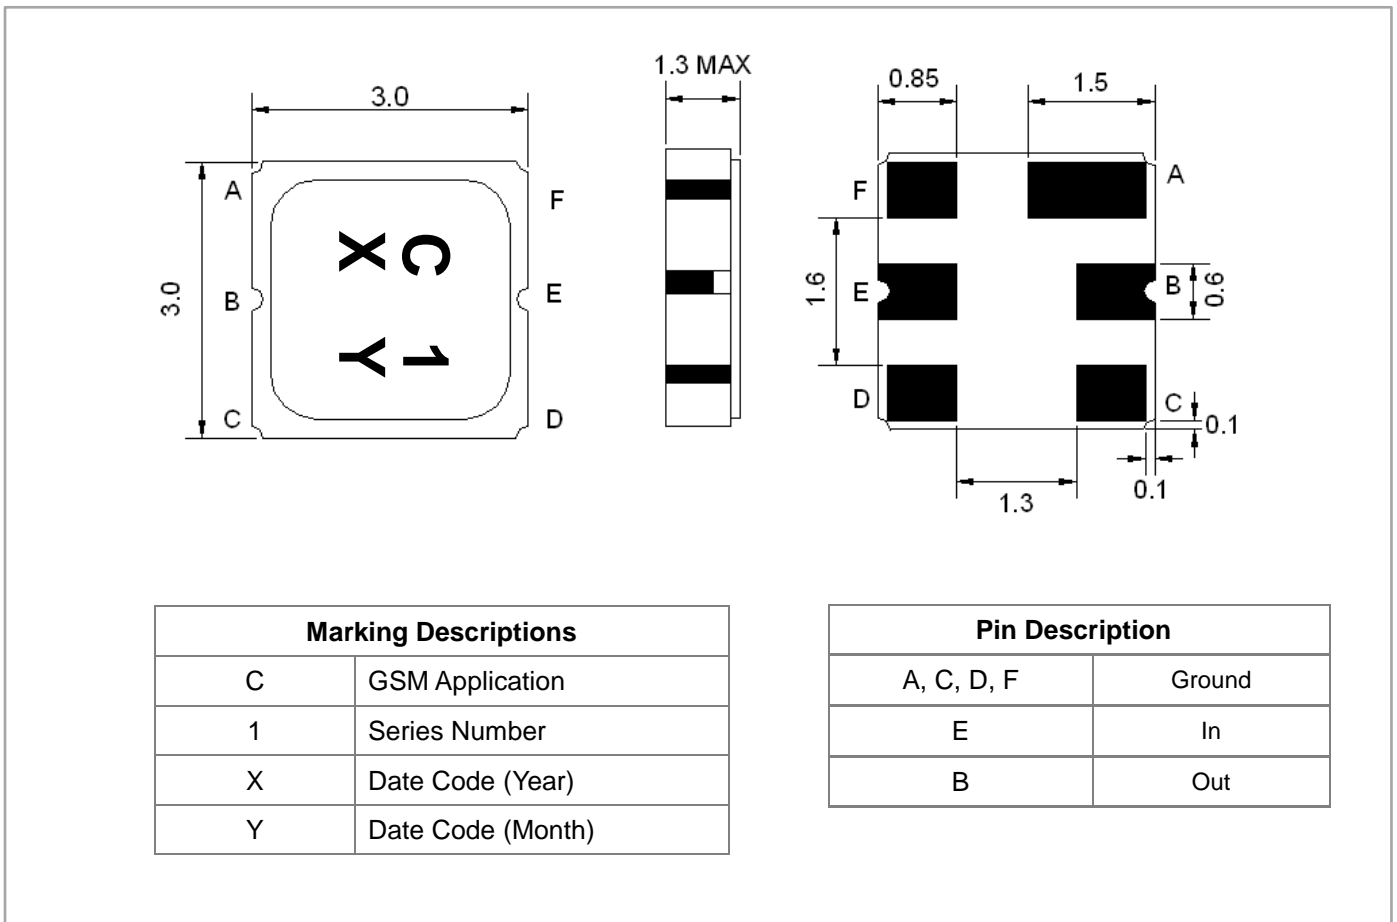 1.3 MAX
3.0
0.85
1.5
A
F
F
A
C
X
3.0
B
E
1.6
E
B
0.6
1
Y
C
D
D
C
0.1
0.1
1.3
Marking Descriptions
C GSM Application
1 Series Number
X Date Code (Year)
Y Date Code (Month)
Pin Description
A, C, D, F Ground
E In
B Out